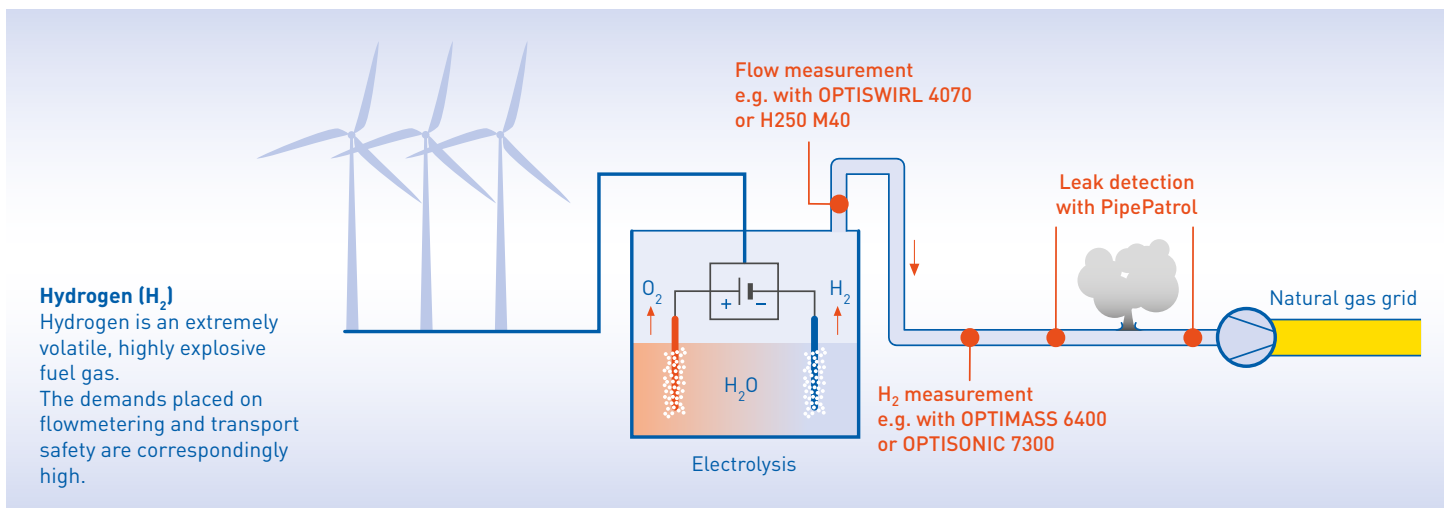 Flow measurement
e.g. with OPTISWIRL 4070
or H250 M40
Leak detection
with PipePatrol
Hydrogen (H₂)
Hydrogen is an extremely
volatile, highly explosive
fuel gas.
The demands placed on
flowmetering and transport
safety are correspondingly
high.
O₂
+
−
H₂
H₂O
Electrolysis
Natural gas grid
H₂ measurement
e.g. with OPTIMASS 6400
or OPTISONIC 7300